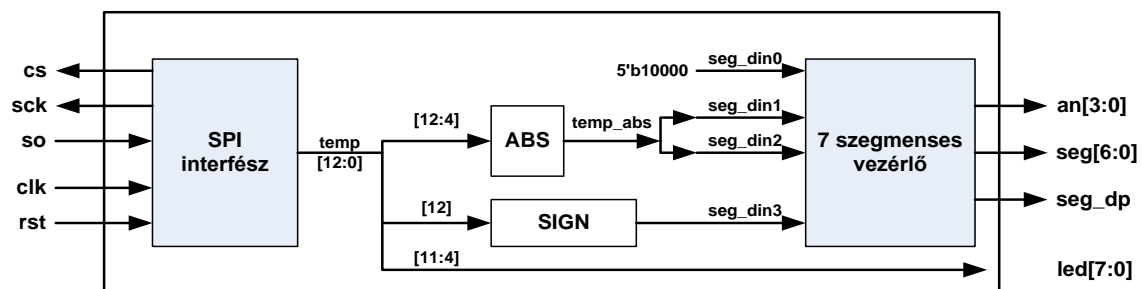 cs
sck
so
clk
rst
SPI
interfész
temp
[12:0]
[12:4]
ABS
temp_abs
[12]
SIGN
[11:4]
5'b10000
seg_din0
seg_din1
seg_din2
seg_din3
7 szegmenses
vezérlő
an[3:0]
seg[6:0]
seg_dp
led[7:0]